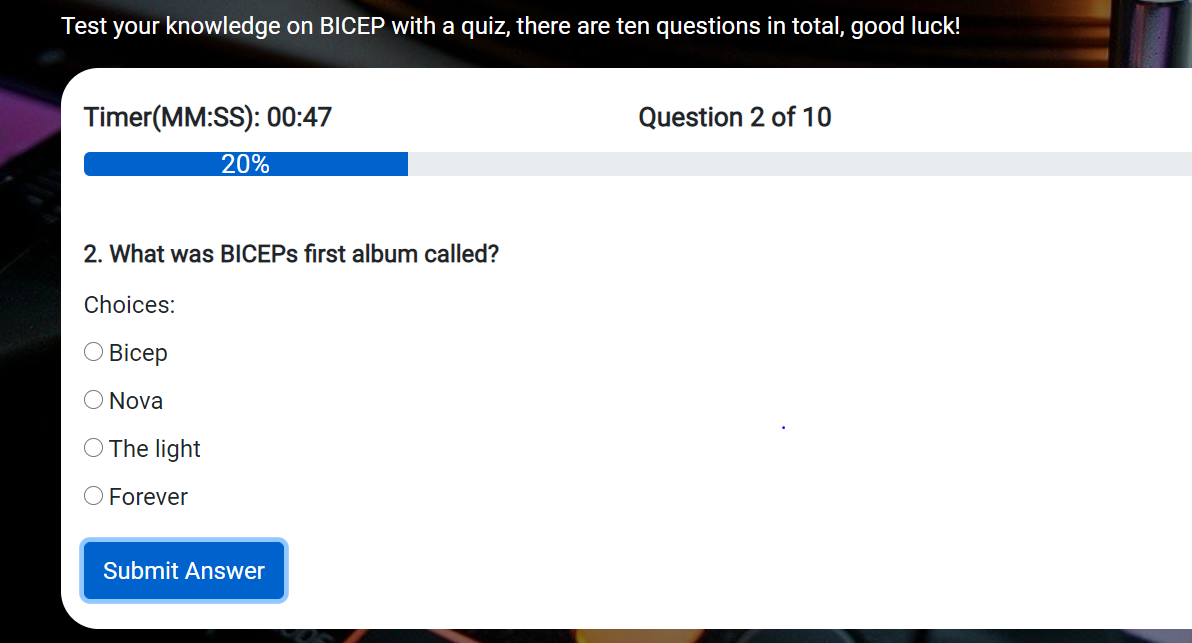 Test your knowledge on BICEP with a quiz, there are ten questions in total, good luck!
Timer(MM:SS): 00:47
Question 2 of 10
20%
2. What was BICEPs first album called?
Choices:
Bicep
Nova
The light
Forever
Submit Answer